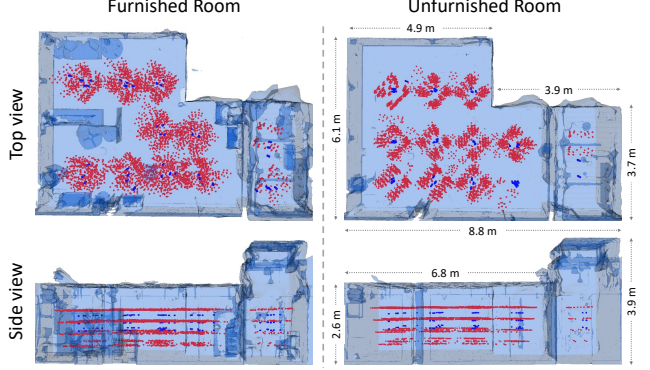 Furnished Room
Unfurnished Room
Top view
4.9 m
3.9 m
6.1 m
3.7 m
8.8 m
Side view
6.8 m
2.6 m
3.9 m